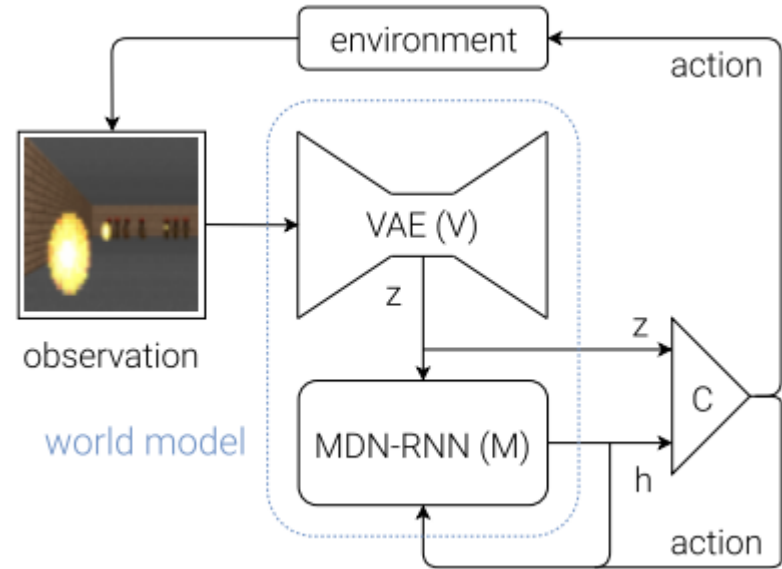 environment
action
VAE (V)
z
z
observation
C
world model
MDN-RNN (M)
h
action